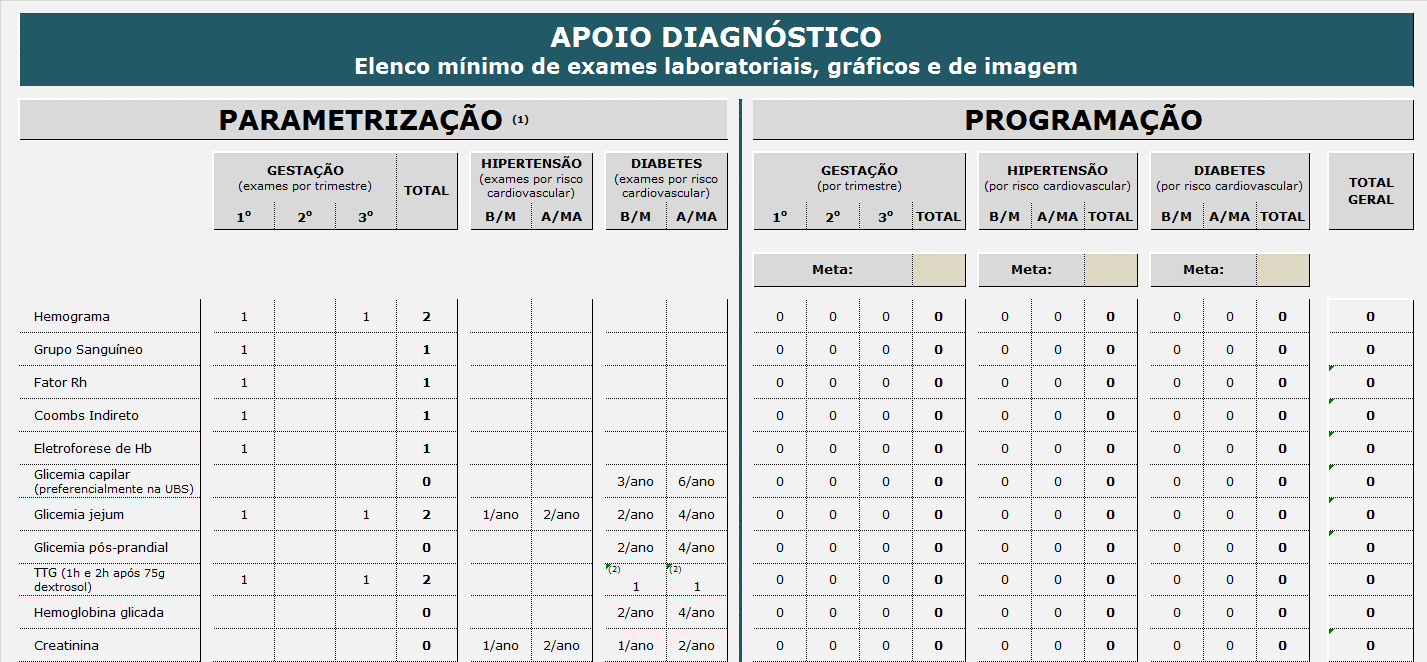 APOIO DIAGNÓSTICO
Elenco mínimo de exames laboratoriais, gráficos e de imagem
PARAMETRIZAÇÃO (1) PROGRAMAÇÃO
GESTAÇÃO
(exames por trimestre)
1º 2º 3º
TOTAL
HIPERTENSÃO
(exames por risco
cardiovascular)
B/M A/MA
DIABETES
(exames por risco
cardiovascular)
B/M A/MA
GESTAÇÃO
(por trimestre)
1º 2º 3º TOTAL
HIPERTENSÃO
(por risco cardiovascular)
B/M A/MA TOTAL
DIABETES
(por risco cardiovascular)
B/M A/MA TOTAL
TOTAL
GERAL
Meta: Meta: Meta:
Hemograma 1 1 2 0 0 0 0 0 0 0 0 0 0 0
Grupo Sanguíneo 1 1 0 0 0 0 0 0 0 0 0 0 0
Fator Rh 1 1 0 0 0 0 0 0 0 0 0 0 0
Coombs Indireto 1 1 0 0 0 0 0 0 0 0 0 0 0
Eletroforese de Hb 1 1 0 0 0 0 0 0 0 0 0 0 0
Glicemia capilar
(preferencialmente na UBS) 0 3/ano 6/ano 0 0 0 0 0 0 0 0 0 0 0
Glicemia jejum 1 1 2 1/ano 2/ano 2/ano 4/ano 0 0 0 0 0 0 0 0 0 0 0
Glicemia pós-prandial 0 2/ano 4/ano 0 0 0 0 0 0 0 0 0 0 0
TTG (1h e 2h após 75g
dextrosol) 1 1 2 (2) 1 (2) 1 0 0 0 0 0 0 0 0 0 0 0
Hemoglobina glicada 0 2/ano 4/ano 0 0 0 0 0 0 0 0 0 0 0
Creatinina 0 1/ano 2/ano 1/ano 2/ano 0 0 0 0 0 0 0 0 0 0 0